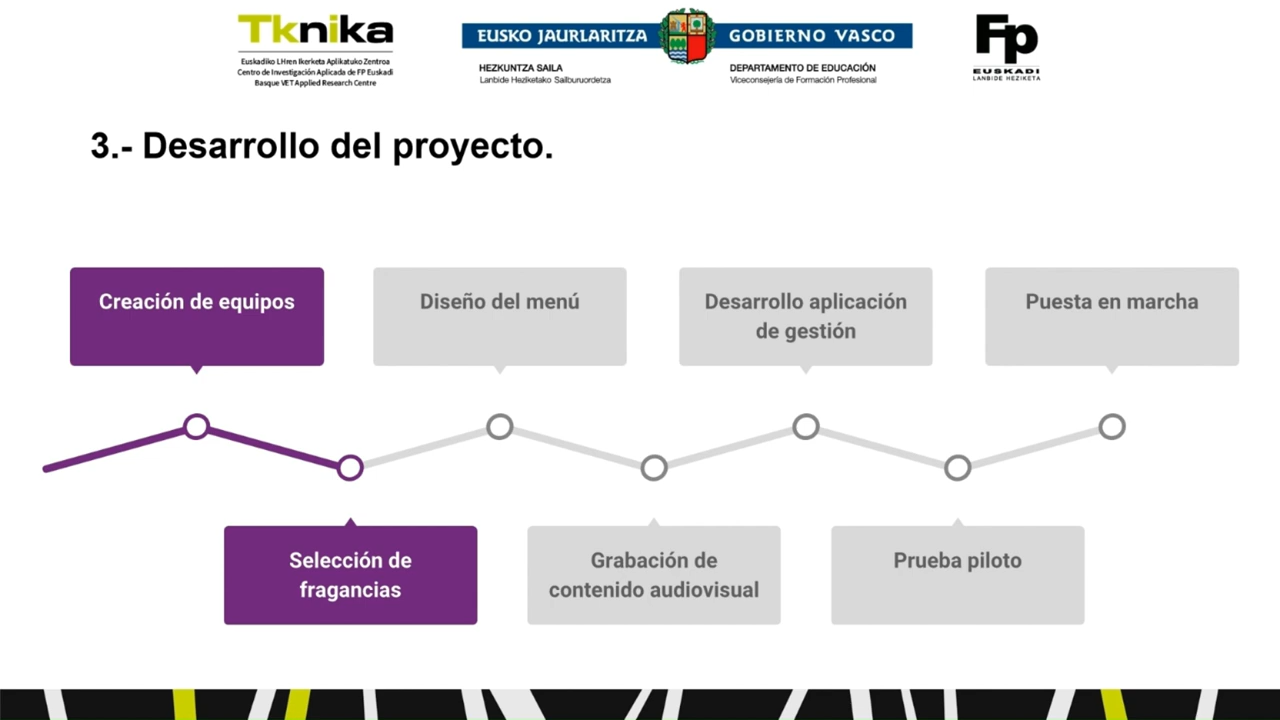 Tknika
Euskadiko LHren Ikerketa Aplikatuko Zentroa
Centro de Investigación Aplicada de FP Euskadi
Basque VET Applied Research Centre
EUSKO JAURLARITZA
GOBIERNO VASCO
HEZKUNTZA SAILA
Lanbide Heziketako Sailburuordetza
DEPARTAMENTO DE EDUCACIÓN
Viceconsejería de Formación Profesional
Fp
EUSKADI
LANBIDE HEZIKETA
3.- Desarrollo del proyecto.
Creación de equipos
Diseño del menú
Desarrollo aplicación
de gestión
Puesta en marcha
Selección de
fragancias
Grabación de
contenido audiovisual
Prueba piloto